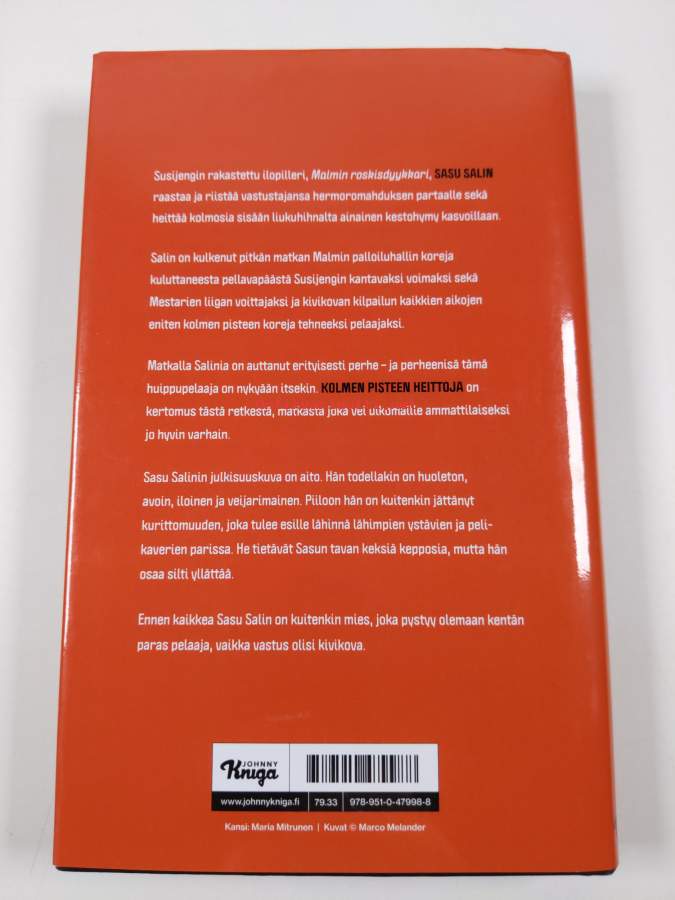 Susijengin rakastettu ilopilleri, Malmin roskisdyykkari, SASU SALIN
raastaa ja riistää vastustajansa hermoromahduksen partaalle sekä
heittää kolmosia sisään liukuhihnalta ainainen kestohymy kasvoillaan.
Salin on kulkenut pitkän matkan Malmin palloiluhallin koreja
kuluttaneesta pellavapäästä Susijengin kantavaksi voimaksi sekä
Mestarien liigan voittajaksi ja kivikovan kilpailun kaikkien aikojen
eniten kolmen pisteen koreja tehneeksi pelaajaksi.
Matkalla Salinia on auttanut erityisesti perhe – ja perheenisä tämä
huippupelaaja on nykyään itsekin. KOLMEN PISTEEN HEITTOJA on
kertomus tästä retkestä, matkasta joka vei ulkomaille ammattilaiseksi
jo hyvin varhain.
Sasu Salinin julkisuuskuva on aito. Hän todellakin on huoleton,
avoin, iloinen ja veijarimainen. Piiloon hän on kuitenkin jättänyt
kurittomuuden, joka tulee esille lähinnä lähimpien ystävien ja peli-
kaverien parissa. He tietävät Sasun tavan keksiä kepposia, mutta hän
osaa silti yllättää.
Ennen kaikkea Sasu Salin on kuitenkin mies, joka pystyy olemaan kentän
paras pelaaja, vaikka vastus olisi kivikova.
JOHNNY
Kniga
www.johnnykniga.fi 79.33 978-951-0-47998-8
Kansi: Maria Mitrunen | Kuvat © Marco Melander